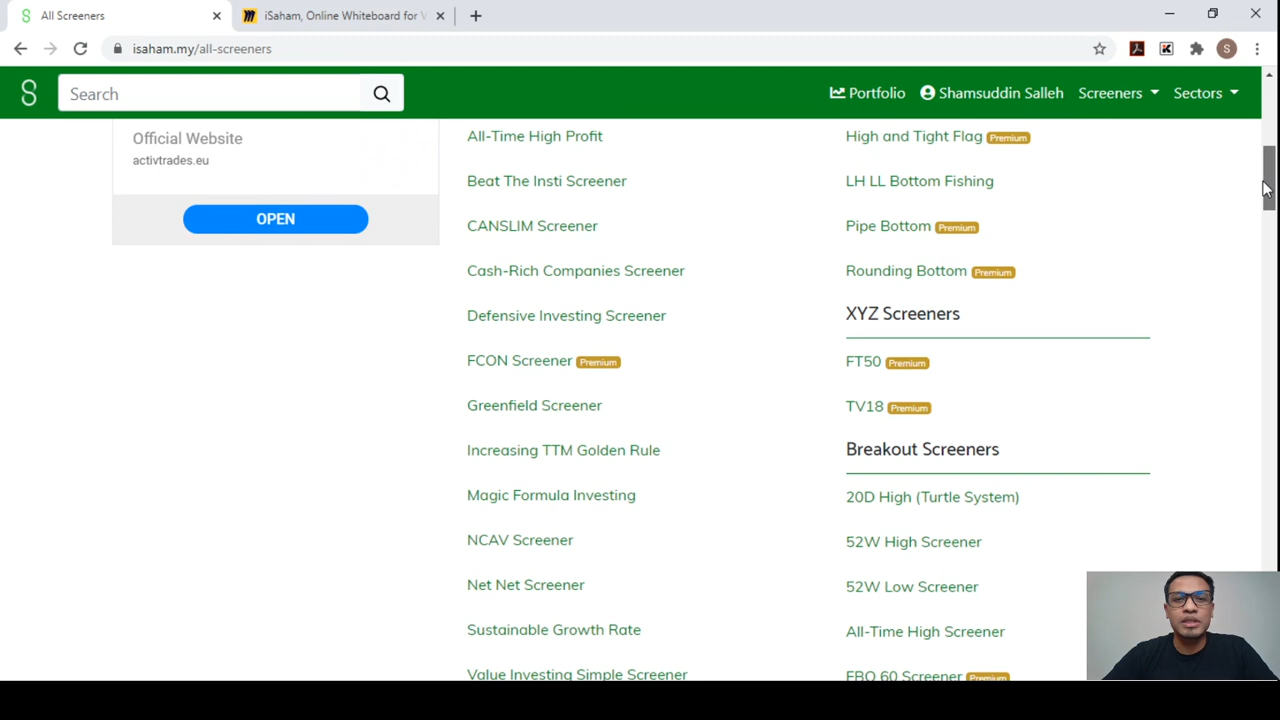 All Screeners
iSaham, Online Whiteboard for V
isaham.my/all-screeners
S
Search
Portfolio
Shamsuddin Salleh
Screeners
Sectors
Official Website
activtrades.eu
OPEN
All-Time High Profit
Beat The Insti Screener
CANSLIM Screener
Cash-Rich Companies Screener
Defensive Investing Screener
FCON Screener Premium
Greenfield Screener
Increasing TTM Golden Rule
Magic Formula Investing
NCAV Screener
Net Net Screener
Sustainable Growth Rate
Value Investing Simple Screener
High and Tight Flag Premium
LH LL Bottom Fishing
Pipe Bottom Premium
Rounding Bottom Premium
XYZ Screeners
FT50 Premium
TV18 Premium
Breakout Screeners
20D High (Turtle System)
52W High Screener
52W Low Screener
All-Time High Screener
FBO 60 Screener Premium